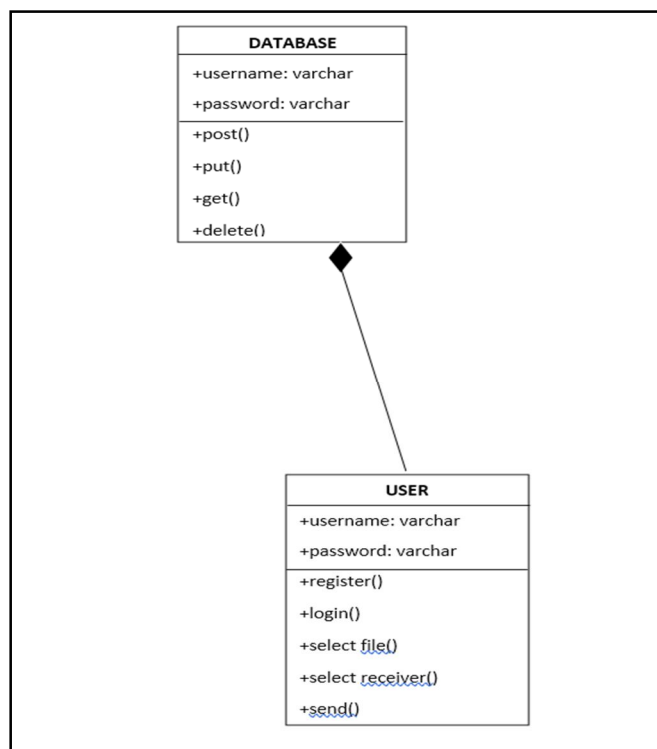 DATABASE
+username: varchar
+password: varchar
+post()
+put()
+get()
+delete()
USER
+username: varchar
+password: varchar
+register()
+login()
+select file()
+select receiver()
+send()